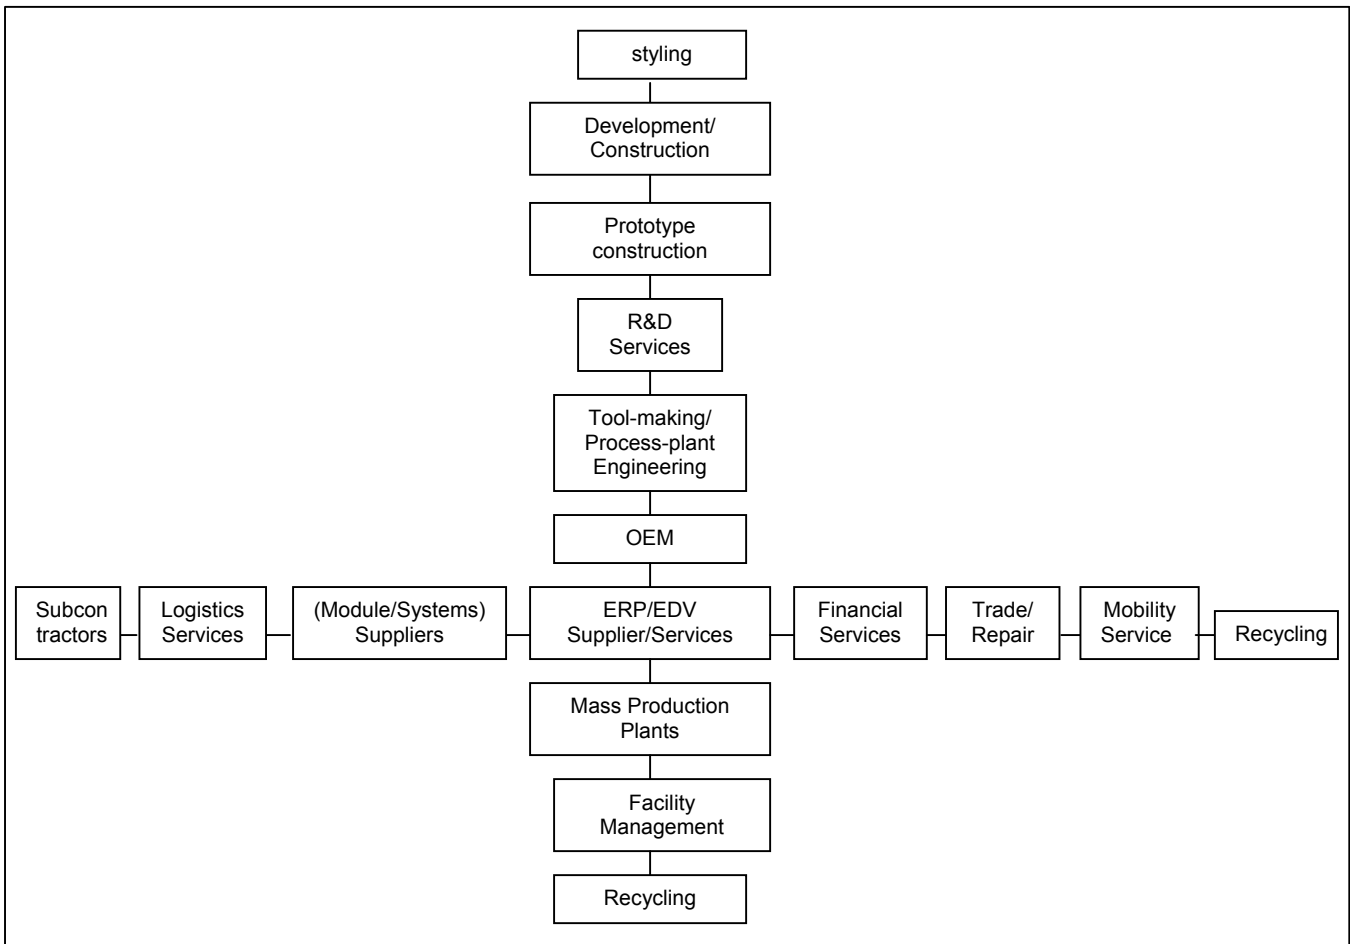 styling
Development/
Construction
Prototype
construction
R&D
Services
Tool-making/
Process-plant
Engineering
OEM
Subcon
tractors
Logistics
Services
(Module/Systems)
Suppliers
ERP/EDV
Supplier/Services
Financial
Services
Trade/
Repair
Mobility
Service
Recycling
Mass Production
Plants
Facility
Management
Recycling